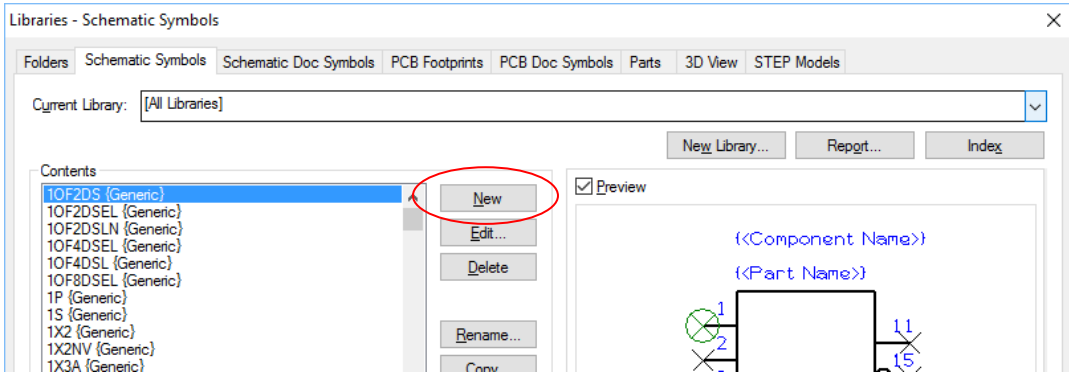 Libraries - Schematic Symbols
Folders Schematic Symbols Schematic Doc Symbols PCB Footprints PCB Doc Symbols Parts 3D View STEP Models
Current Library: [All Libraries]
New Library... Report... Index
Contents
1OF2DS {Generic}
1OF2DSEL {Generic}
1OF2DSLN {Generic}
1OF4DSEL {Generic}
1OF4DSL {Generic}
1OF8DSEL {Generic}
1P {Generic}
1S {Generic}
1X2 {Generic}
1X2NV {Generic}
1X3A {Generic}
New
Edit...
Delete
Rename...
Copy
Preview
{<Component Name>}
{<Part Name>}
1
11
2
15